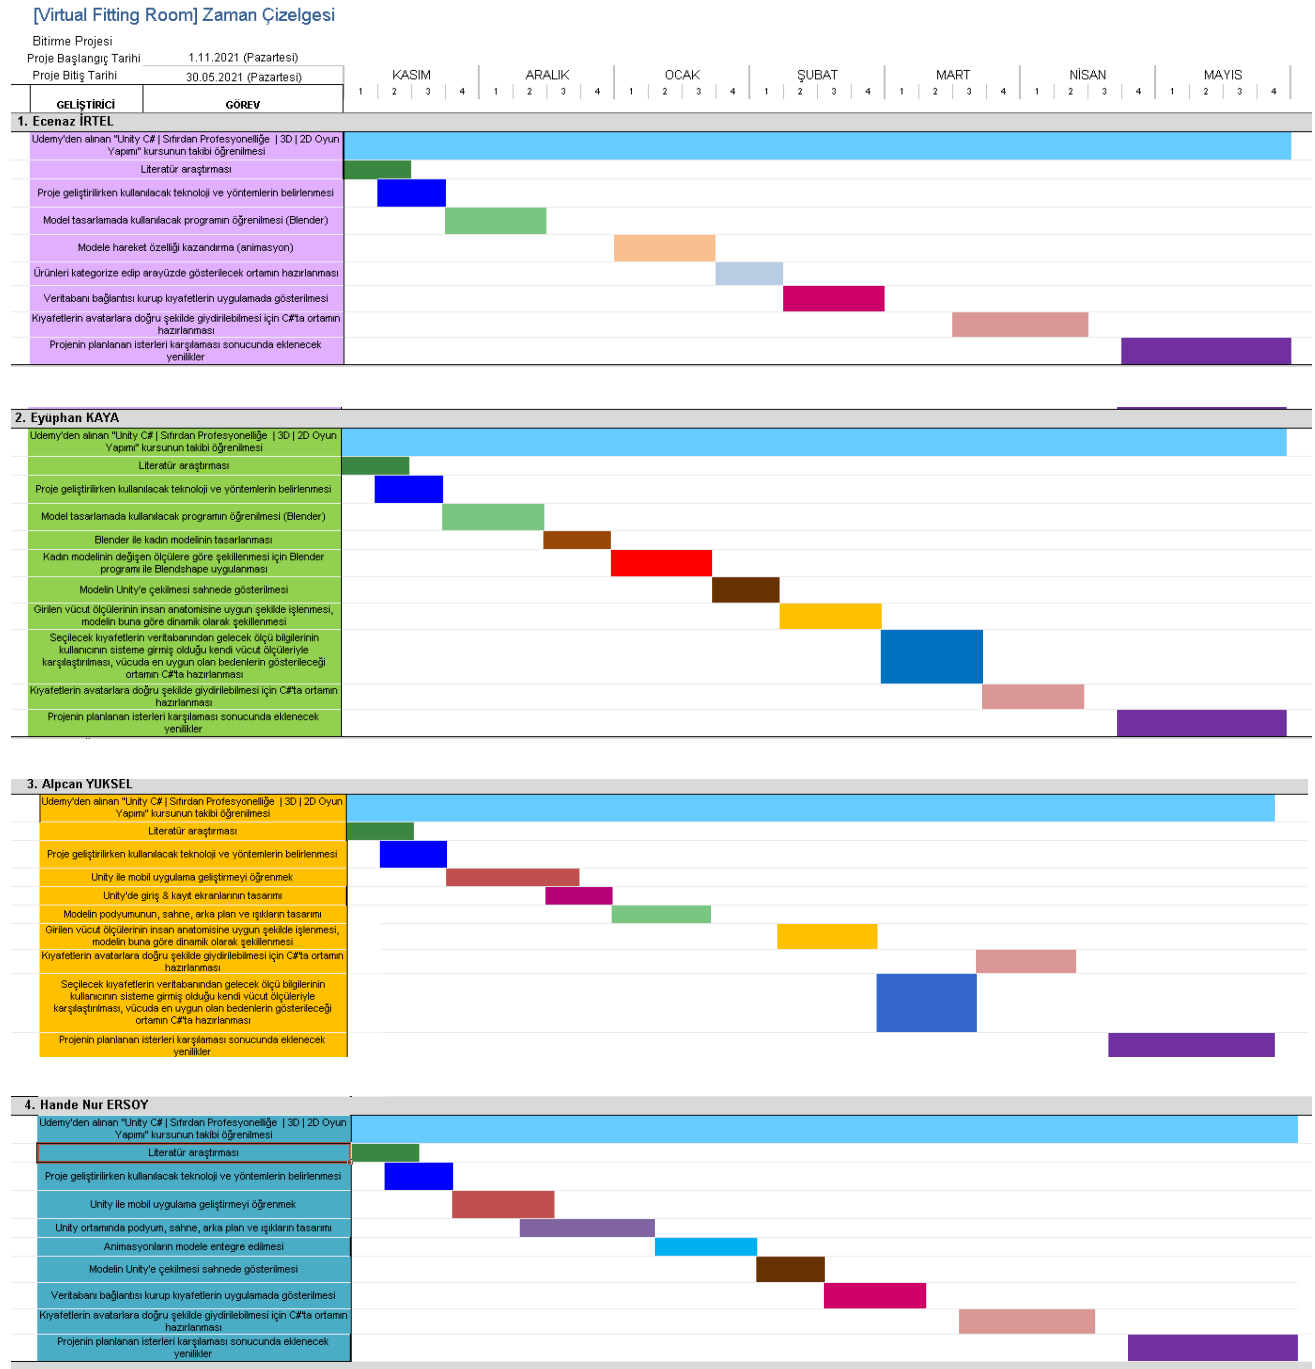 [Virtual Fitting Room] Zaman Çizelgesi
Bitirme Projesi
Proje Başlangıç Tarihi 1.11.2021 (Pazartesi)
Proje Bitiş Tarihi 30.05.2021 (Pazartesi)
KASIM ARALIK OCAK ŞUBAT MART NİSAN MAYIS
1 2 3 4 1 2 3 4 1 2 3 4 1 2 3 4 1 2 3 4 1 2 3 4 1 2 3 4
GELİŞTİRİCİ GÖREV
1. Ecenaz İRTEL
Udemy'den alınan "Unity C# | Sıfırdan Profesyonelliğe | 3D | 2D Oyun
Yapımı" kursunun takibi öğrenilmesi
Literatür araştırması
Proje geliştirilirken kullanılacak teknoloji ve yöntemlerin belirlenmesi
Model tasarlamada kullanılacak programın öğrenilmesi (Blender)
Modele hareket özelliği kazandırma (animasyon)
Ürünleri kategorize edip arayüzde gösterilecek ortamın hazırlanması
Veritabanı bağlantısı kurup kıyafetlerin uygulamada gösterilmesi
Kıyafetlerin avatarlara doğru şekilde giydirilebilmesi için C#'ta ortamın
hazırlanması
Projenin planlanan isterleri karşılaması sonucunda eklenecek
yenilikler
2. Eyüphan KAYA
Udemy'den alınan "Unity C# | Sıfırdan Profesyonelliğe | 3D | 2D Oyun
Yapımı" kursunun takibi öğrenilmesi
Literatür araştırması
Proje geliştirilirken kullanılacak teknoloji ve yöntemlerin belirlenmesi
Model tasarlamada kullanılacak programın öğrenilmesi (Blender)
Blender ile kadın modelinin tasarlanması
Kadın modelinin değişen ölçülere göre şekillenmesi için Blender
programı ile Blendshape uygulanması
Modelin Unity'e çekilmesi sahnede gösterilmesi
Girilen vücut ölçülerinin insan anatomisine uygun şekilde işlenmesi,
modelin buna göre dinamik olarak şekillenmesi
Seçilecek kıyafetlerin veritabanından gelecek ölçü bilgilerinin
kullanıcının sisteme girmiş olduğu kendi vücut ölçüleriyle
karşılaştırılması, vücuda en uygun olan bedenlerin gösterileceği
ortamın C#'ta hazırlanması
Kıyafetlerin avatarlara doğru şekilde giydirilebilmesi için C#'ta ortamın
hazırlanması
Projenin planlanan isterleri karşılaması sonucunda eklenecek
yenilikler
3. Alpcan YÜKSEL
Udemy'den alınan "Unity C# | Sıfırdan Profesyonelliğe | 3D | 2D Oyun
Yapımı" kursunun takibi öğrenilmesi
Literatür araştırması
Proje geliştirilirken kullanılacak teknoloji ve yöntemlerin belirlenmesi
Unity ile mobil uygulama geliştirmeyi öğrenmek
Unity'de giriş & kayıt ekranlarının tasarımı
Modelin podyumunun, sahne, arka plan ve ışıkların tasarımı
Girilen vücut ölçülerinin insan anatomisine uygun şekilde işlenmesi,
modelin buna göre dinamik olarak şekillenmesi
Kıyafetlerin avatarlara doğru şekilde giydirilebilmesi için C#'ta ortamın
hazırlanması
Seçilecek kıyafetlerin veritabanından gelecek ölçü bilgilerinin
kullanıcının sisteme girmiş olduğu kendi vücut ölçüleriyle
karşılaştırılması, vücuda en uygun olan bedenlerin gösterileceği
ortamın C#'ta hazırlanması
Projenin planlanan isterleri karşılaması sonucunda eklenecek
yenilikler
4. Hande Nur ERSOY
Udemy'den alınan "Unity C# | Sıfırdan Profesyonelliğe | 3D | 2D Oyun
Yapımı" kursunun takibi öğrenilmesi
Literatür araştırması
Proje geliştirilirken kullanılacak teknoloji ve yöntemlerin belirlenmesi
Unity ile mobil uygulama geliştirmeyi öğrenmek
Unity ortamında podyum, sahne, arka plan ve ışıkların tasarımı
Animasyonların modele entegre edilmesi
Modelin Unity'e çekilmesi sahnede gösterilmesi
Veritabanı bağlantısı kurup kıyafetlerin uygulamada gösterilmesi
Kıyafetlerin avatarlara doğru şekilde giydirilebilmesi için C#'ta ortamın
hazırlanması
Projenin planlanan isterleri karşılaması sonucunda eklenecek
yenilikler